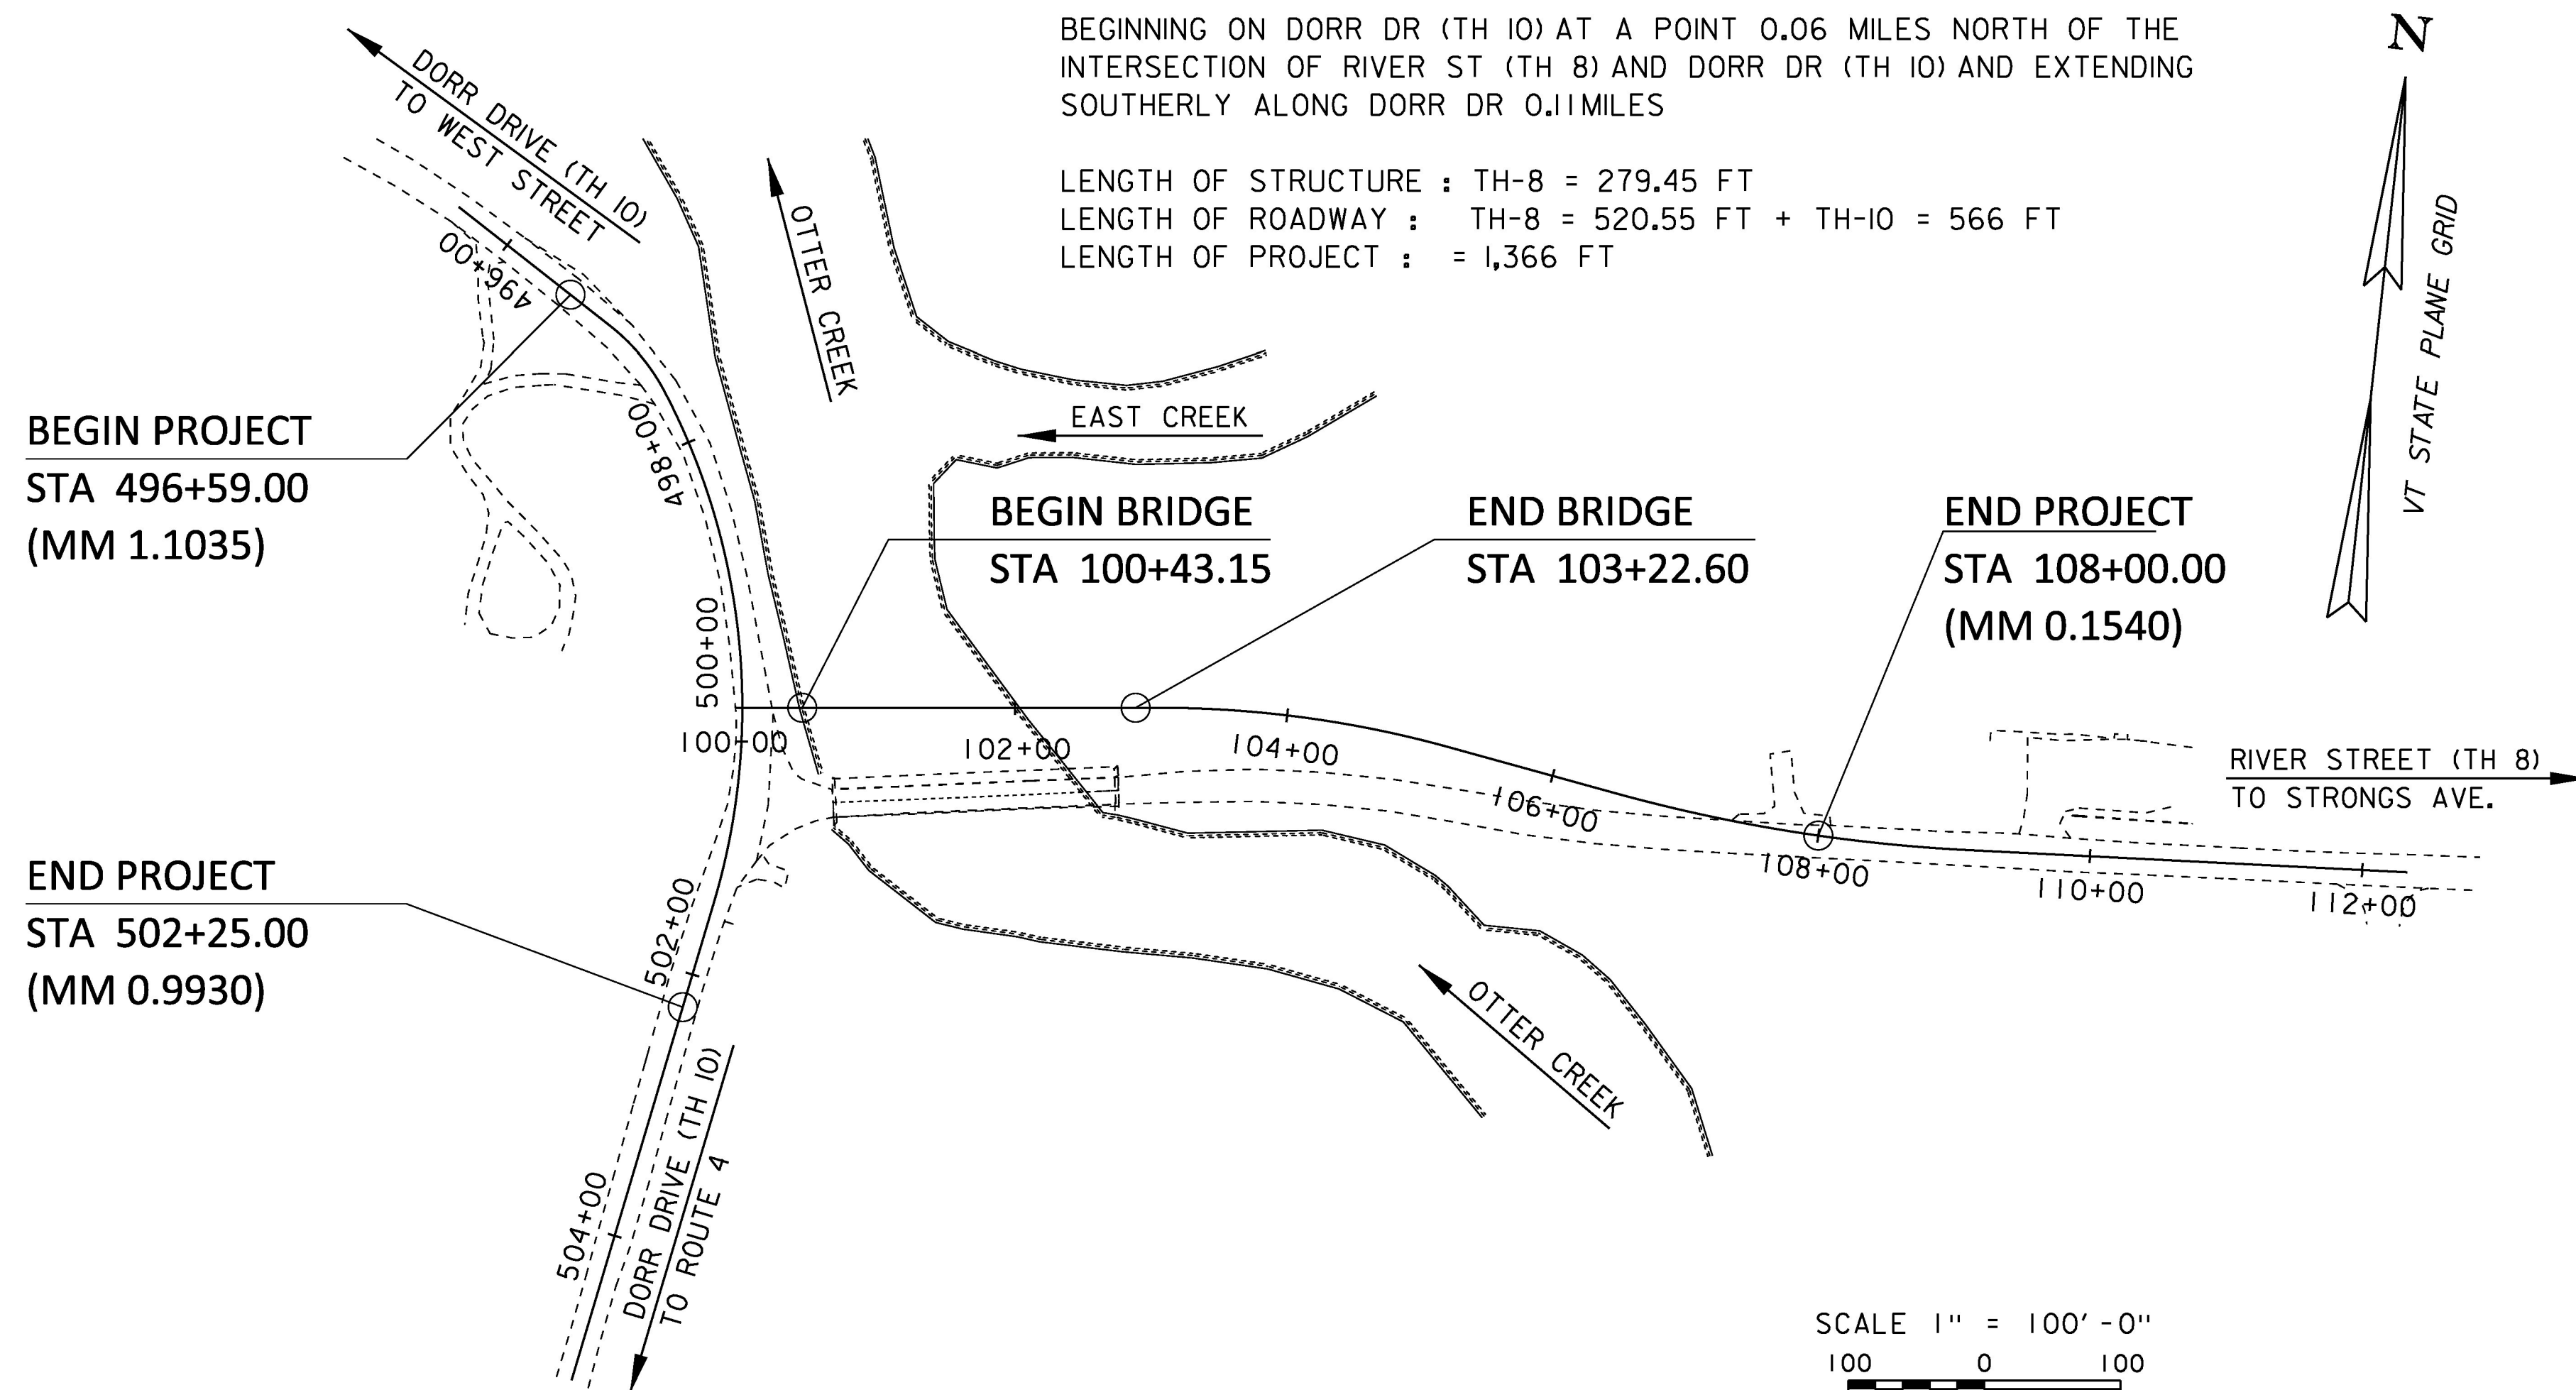 BEGINNING ON DORR DR (TH 10) AT A POINT 0.06 MILES NORTH OF THE
INTERSECTION OF RIVER ST (TH 8) AND DORR DR (TH 10) AND EXTENDING
SOUTHERLY ALONG DORR DR 0.11 MILES
LENGTH OF STRUCTURE : TH-8 = 279.45 FT
LENGTH OF ROADWAY : TH-8 = 520.55 FT + TH-10 = 566 FT
LENGTH OF PROJECT : = 1,366 FT
N
VT STATE PLANE GRID
DORR DRIVE (TH 10)
TO WEST STREET
OTTER CREEK
EAST CREEK
496+00
498+00
500+00
502+00
504+00
BEGIN PROJECT
STA 496+59.00
(MM 1.1035)
BEGIN BRIDGE
STA 100+43.15
END BRIDGE
STA 103+22.60
END PROJECT
STA 108+00.00
(MM 0.1540)
100+00
102+00
104+00
106+00
108+00
110+00
112+00
RIVER STREET (TH 8)
TO STRONGS AVE.
END PROJECT
STA 502+25.00
(MM 0.9930)
OTTER CREEK
DORR DRIVE (TH 10)
TO ROUTE 4
SCALE 1" = 100'-0"
100 0 100